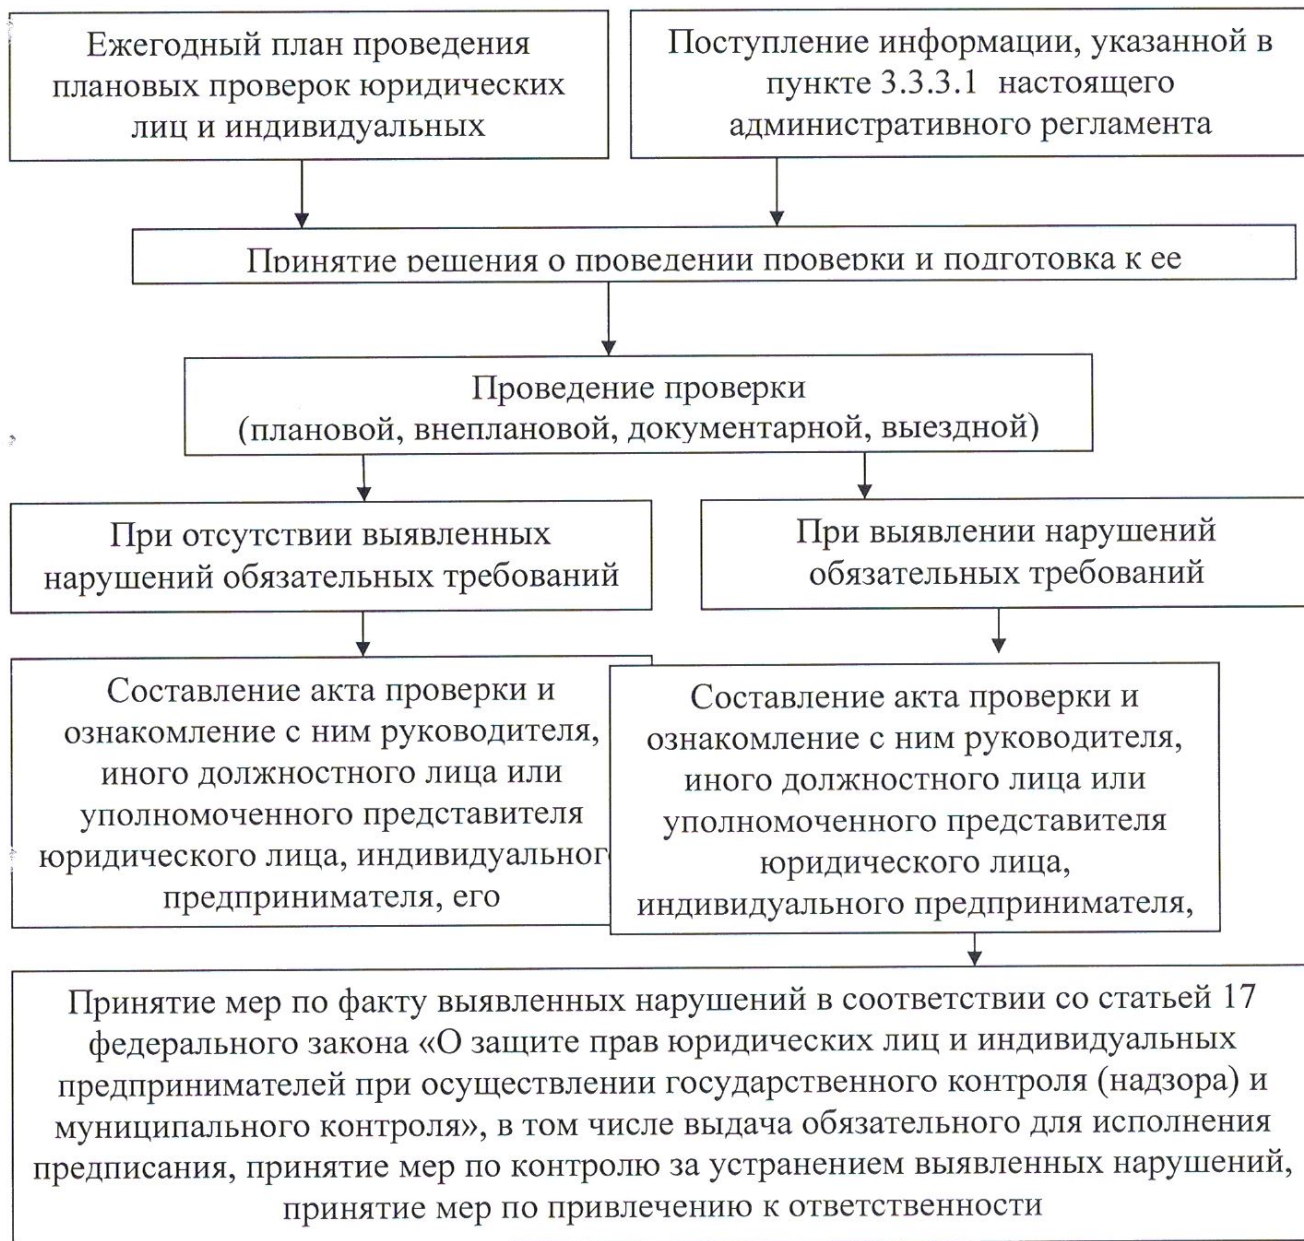 Ежегодный план проведения
плановых проверок юридических
лиц и индивидуальных
Поступление информации, указанной в
пункте 3.3.3.1 настоящего
административного регламента
Принятие решения о проведении проверки и подготовка к ее
Проведение проверки
(плановой, внеплановой, документарной, выездной)
При отсутствии выявленных
нарушений обязательных требований
При выявлении нарушений
обязательных требований
Составление акта проверки и
ознакомление с ним руководителя,
иного должностного лица или
уполномоченного представителя
юридического лица, индивидуального
предпринимателя, его
Составление акта проверки и
ознакомление с ним руководителя,
иного должностного лица или
уполномоченного представителя
юридического лица,
индивидуального предпринимателя,
Принятие мер по факту выявленных нарушений в соответствии со статьей 17
федерального закона «О защите прав юридических лиц и индивидуальных
предпринимателей при осуществлении государственного контроля (надзора) и
муниципального контроля», в том числе выдача обязательного для исполнения
предписания, принятие мер по контролю за устранением выявленных нарушений,
принятие мер по привлечению к ответственности